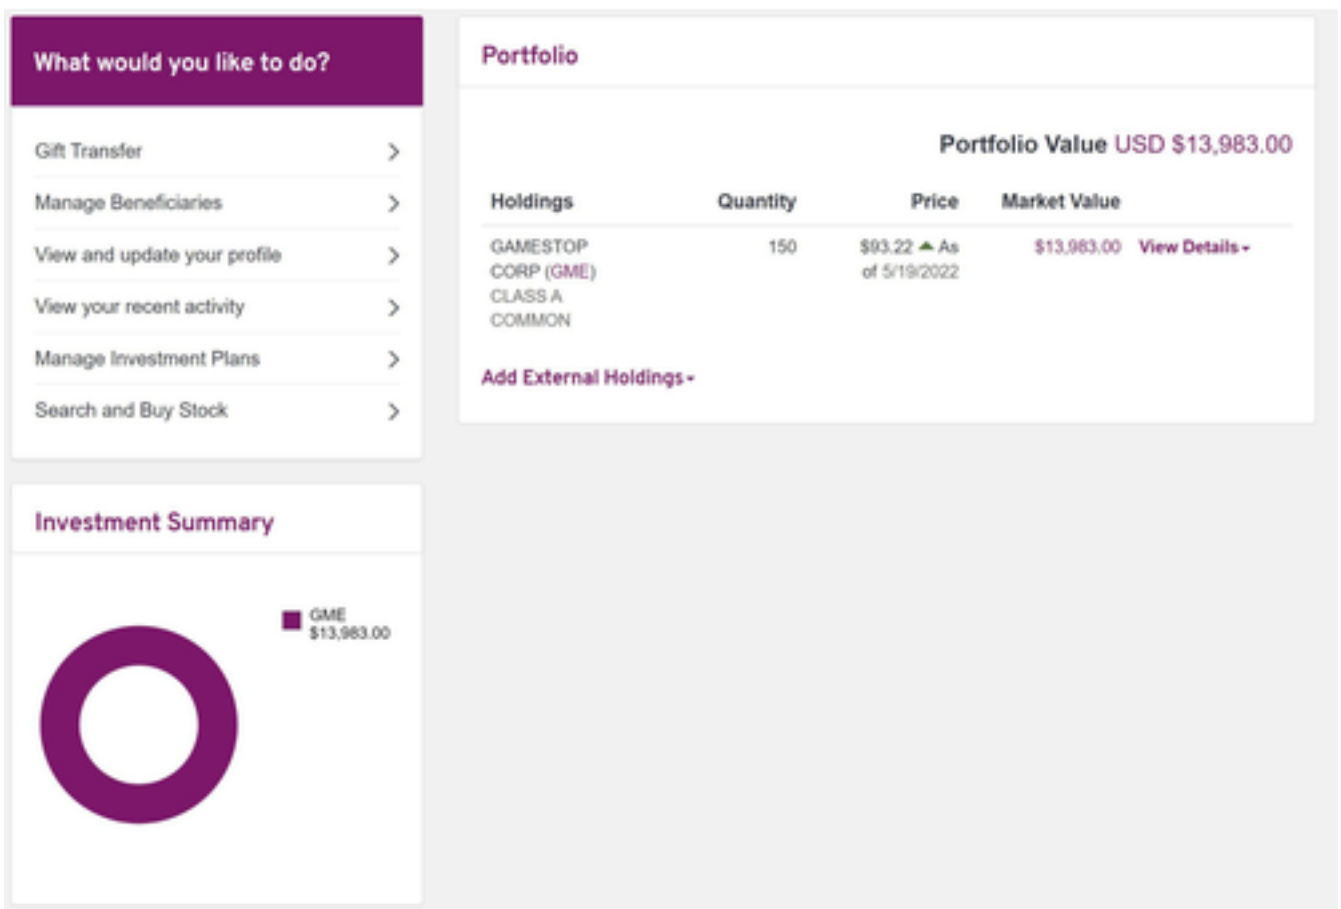 What would you like to do?
Gift Transfer
Manage Beneficiaries
View and update your profile
View your recent activity
Manage Investment Plans
Search and Buy Stock
Portfolio
Portfolio Value USD $13,983.00
Holdings Quantity Price Market Value
GAMESTOP 150 $93.22 ▲ As $13,983.00 View Details
CORP (GME) of 5/19/2022
CLASS A
COMMON
Add External Holdings
Investment Summary
GME
$13,983.00